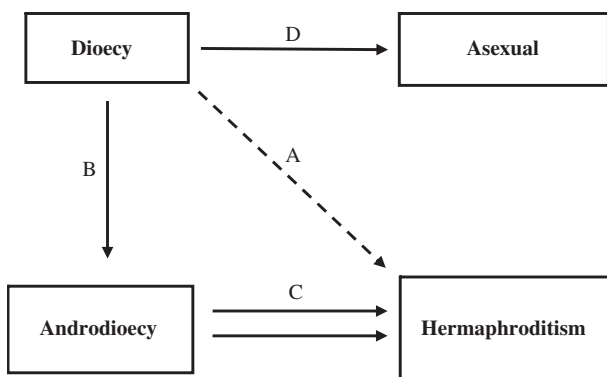 Dioecy
D
Asexual
B
A
C
Androdioecy
Hermaphroditism